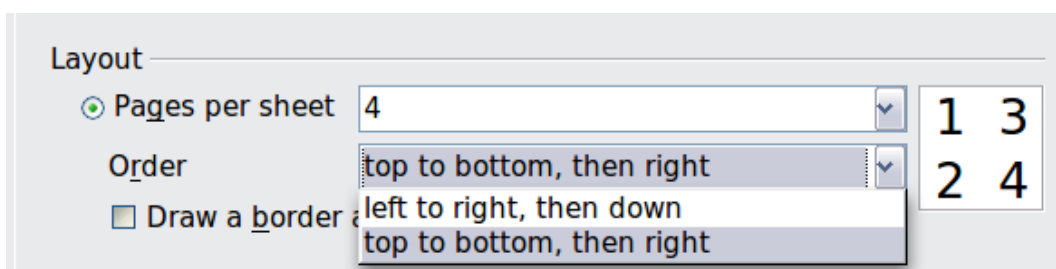 Layout
Pages per sheet 4
1 3
Order top to bottom, then right
2 4
Draw a border
left to right, then down
top to bottom, then right